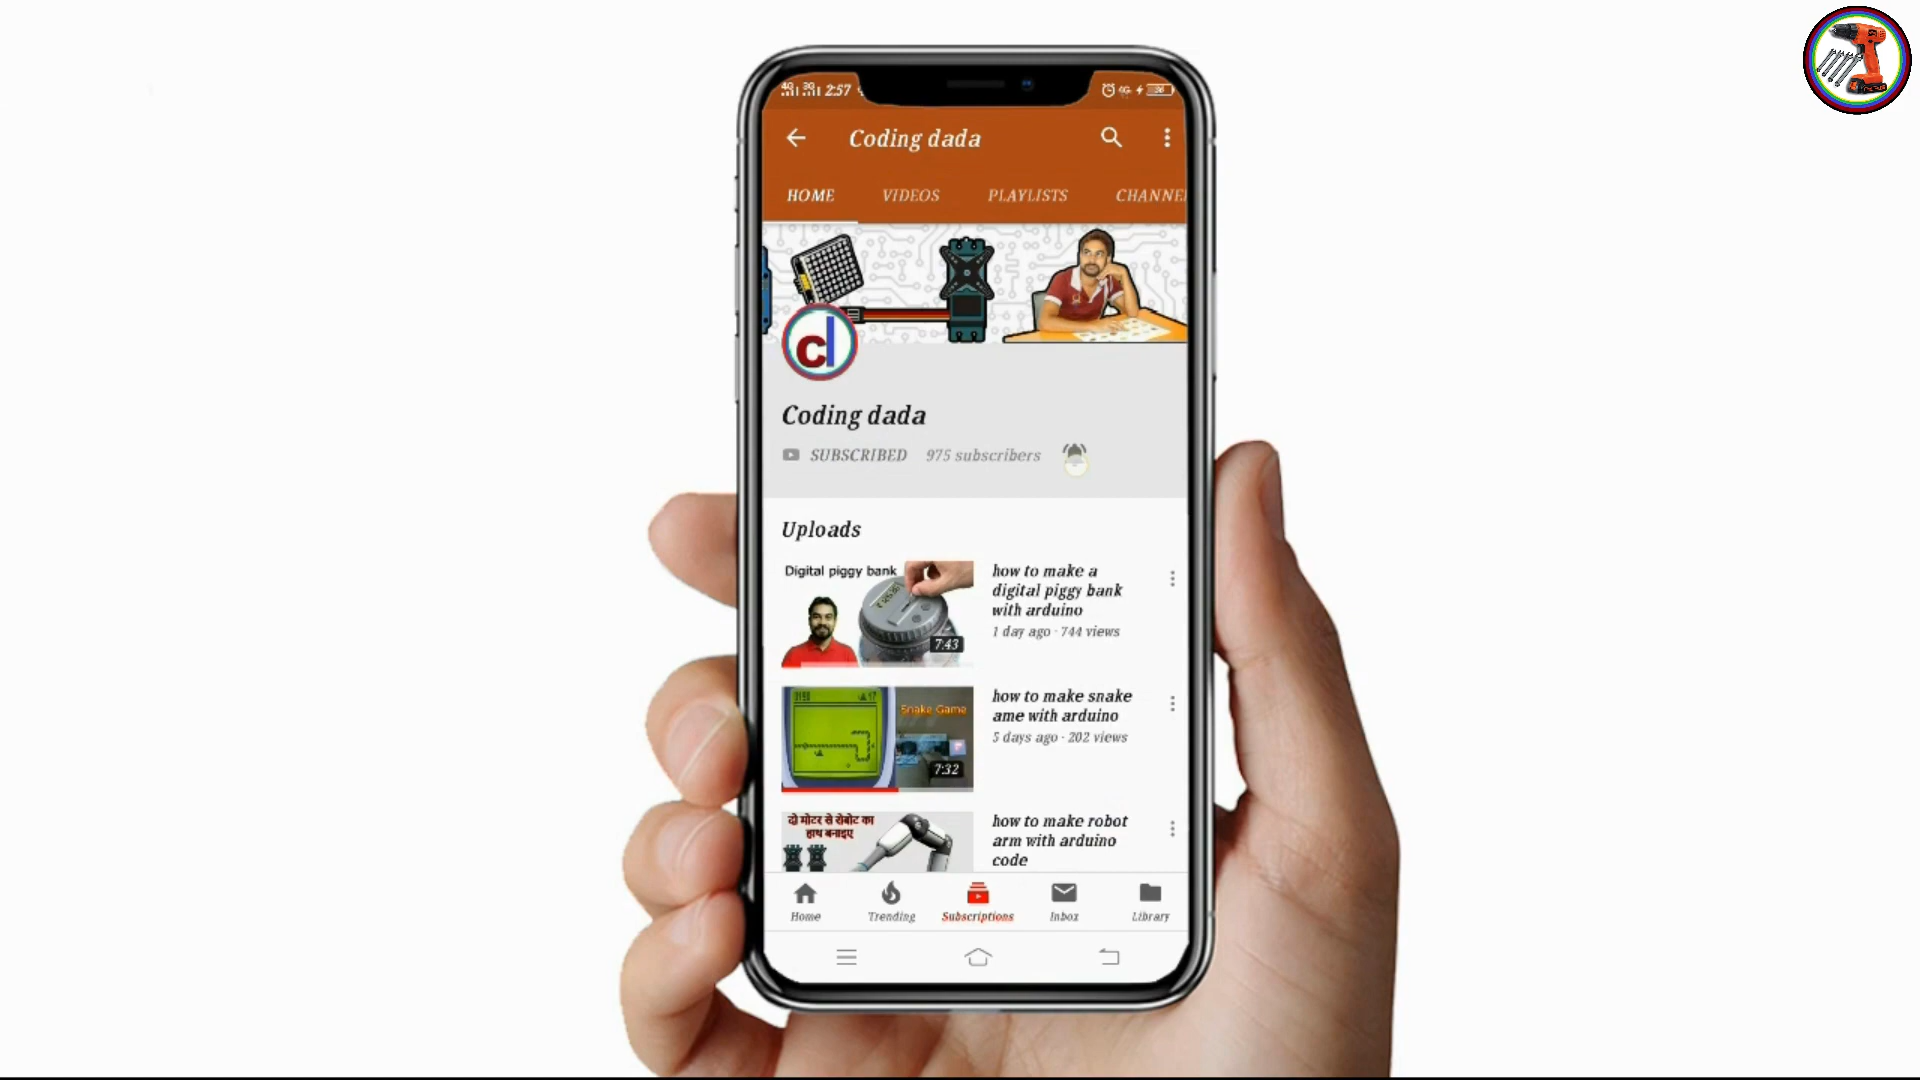 4G 3G 2:57
Coding dada
HOME VIDEOS PLAYLISTS CHANNE
cl
Coding dada
SUBSCRIBED 975 subscribers
Uploads
Digital piggy bank
7:43
how to make a
digital piggy bank
with arduino
1 day ago · 744 views
Snake Game
7:32
how to make snake
ame with arduino
5 days ago · 202 views
दो मोटर से रोबोट का
हाथ बनाइए
how to make robot
arm with arduino
code
Home Trending Subscriptions Inbox Library